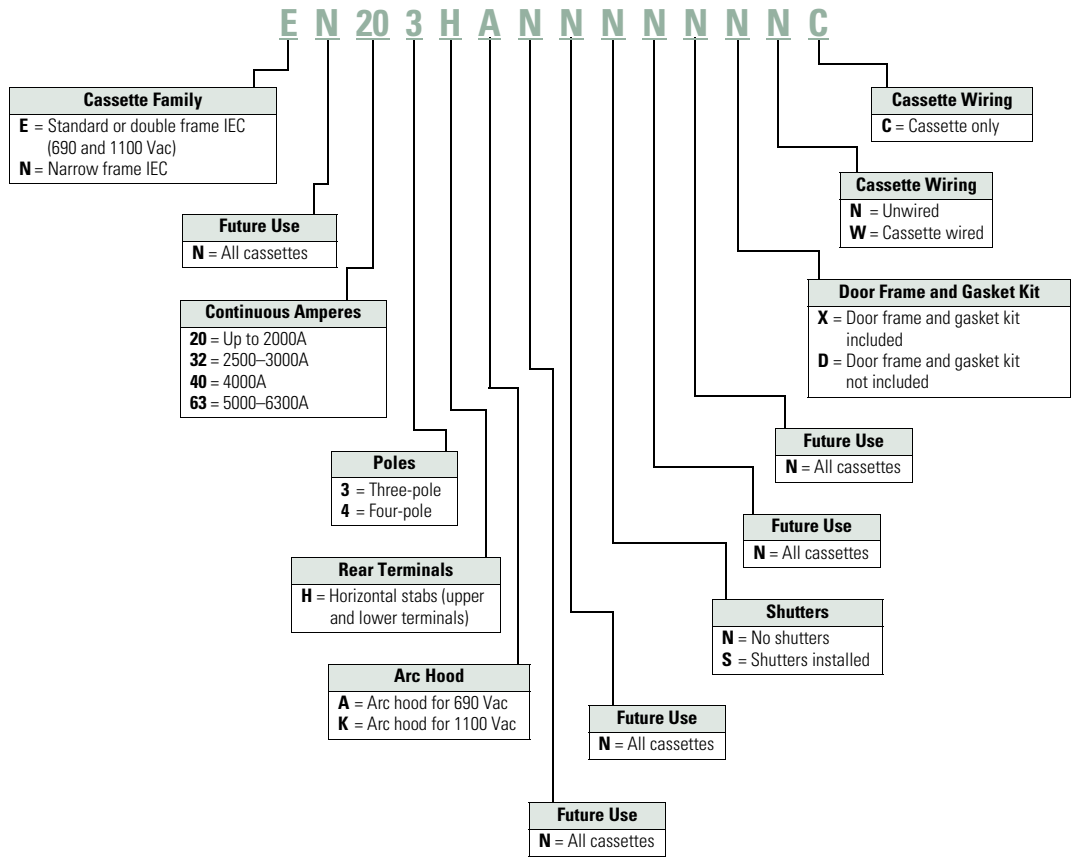 E N 20 3 H A N N N N N N N C
Cassette Family
E = Standard or double frame IEC
(690 and 1100 Vac)
N = Narrow frame IEC
Cassette Wiring
C = Cassette only
Cassette Wiring
N = Unwired
W = Cassette wired
Future Use
N = All cassettes
Door Frame and Gasket Kit
X = Door frame and gasket kit
included
D = Door frame and gasket kit
not included
Continuous Amperes
20 = Up to 2000A
32 = 2500–3000A
40 = 4000A
63 = 5000–6300A
Future Use
N = All cassettes
Poles
3 = Three-pole
4 = Four-pole
Future Use
N = All cassettes
Rear Terminals
H = Horizontal stabs (upper
and lower terminals)
Shutters
N = No shutters
S = Shutters installed
Arc Hood
A = Arc hood for 690 Vac
K = Arc hood for 1100 Vac
Future Use
N = All cassettes
Future Use
N = All cassettes